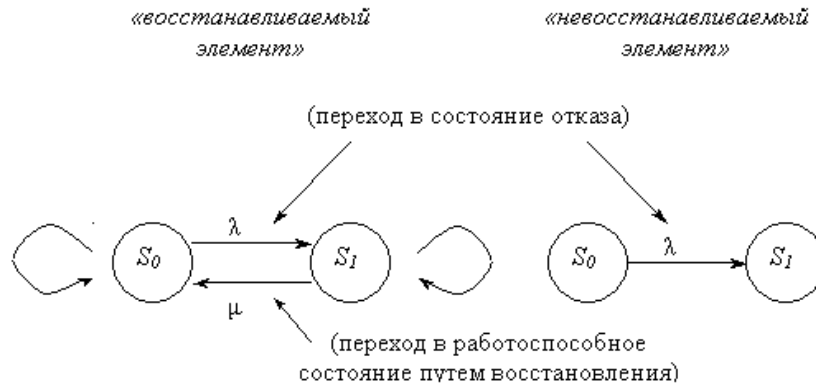 «восстанавливаемый
элемент»
«невосстанавливаемый
элемент»
(переход в состояние отказа)
S0
λ
S1
μ
S0
λ
S1
(переход в работоспособное
состояние путем восстановления)